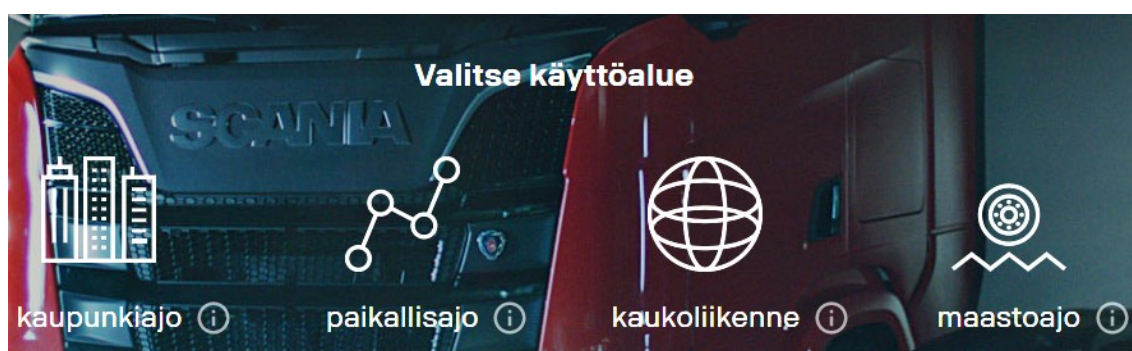 Valitse käyttöalue
SCANIA
kaupunkiajo
paikallisajo
kaukoliikenne
maastoajo